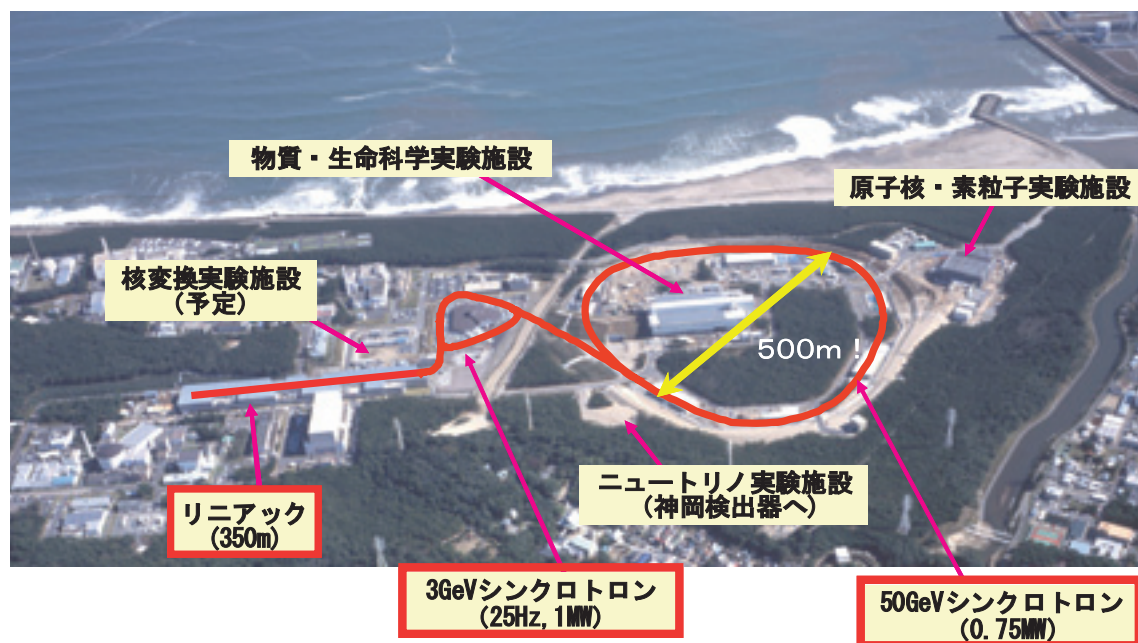 物質・生命科学実験施設
原子核・素粒子実験施設
核変換実験施設
(予定)
500m!
ニュートリノ実験施設
(神岡検出器へ)
リニアック
(350m)
3GeVシンクロトロン
(25Hz, 1MW)
50GeVシンクロトロン
(0.75MW)